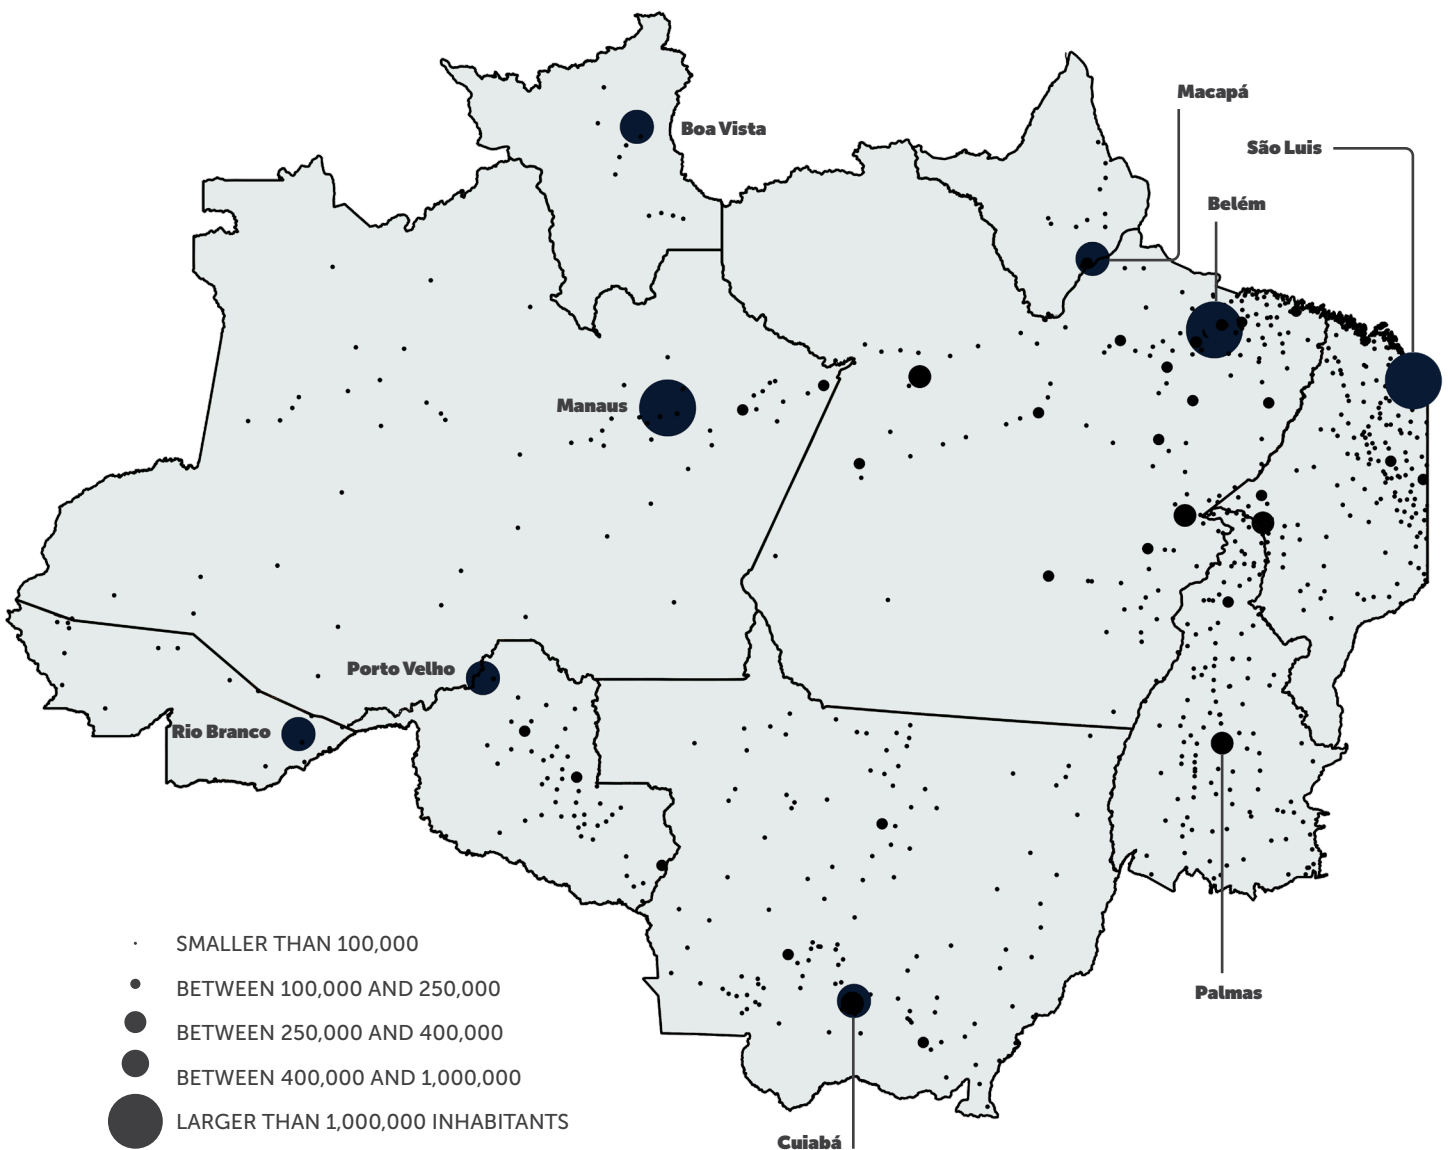 Macapá
Boa Vista
São Luis
Belém
Manaus
Porto Velho
Rio Branco
SMALLER THAN 100,000
BETWEEN 100,000 AND 250,000
BETWEEN 250,000 AND 400,000
BETWEEN 400,000 AND 1,000,000
LARGER THAN 1,000,000 INHABITANTS
Palmas
Cuiabá